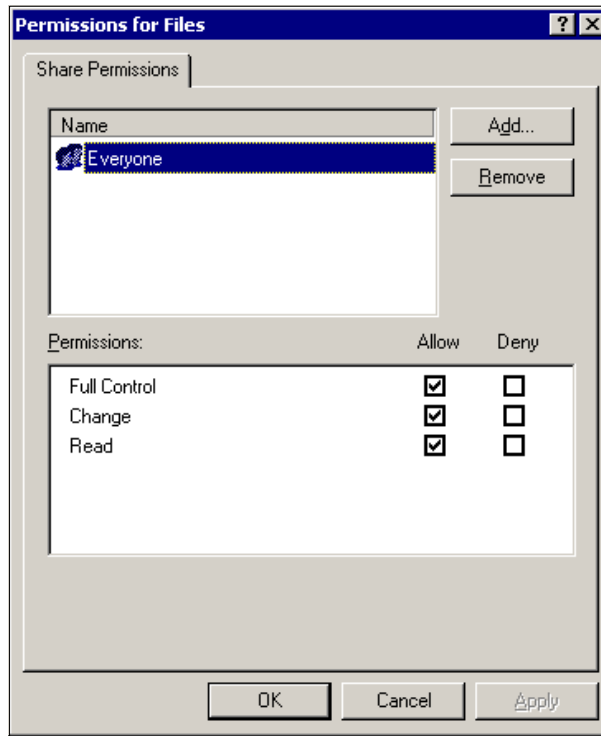 Permissions for Files
Share Permissions
Name
Add...
Everyone
Remove
Permissions: Allow Deny
Full Control
Change
Read
OK Cancel Apply